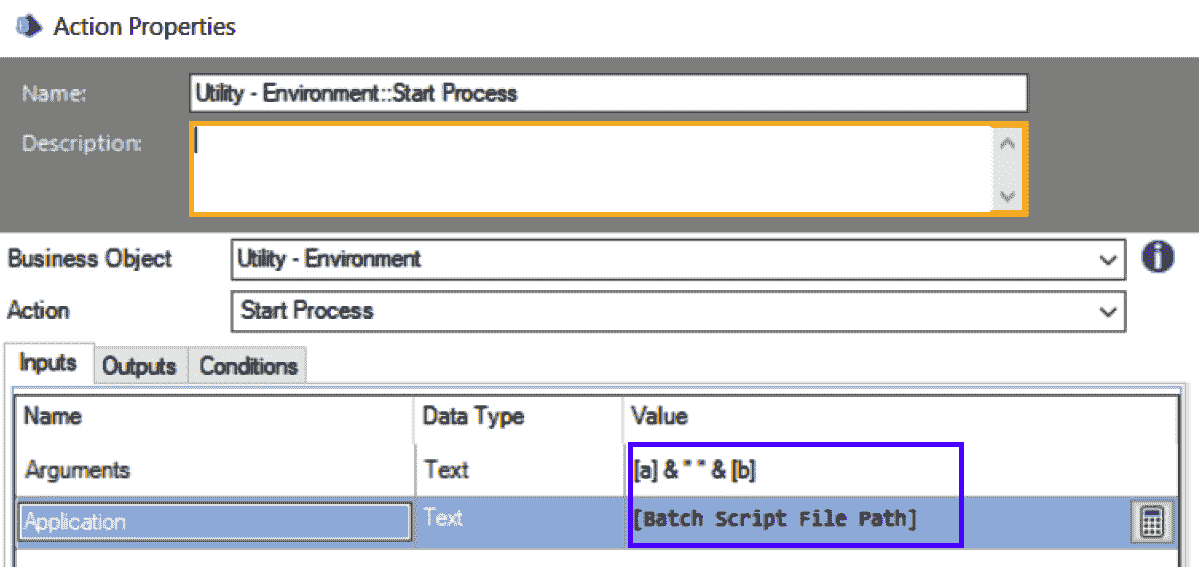 Action Properties
Name: Utility - Environment::Start Process
Description:
Business Object Utility - Environment
Action Start Process
Inputs Outputs Conditions
Name Data Type Value
Arguments Text [a] & " " & [b]
Application Text [Batch Script File Path]